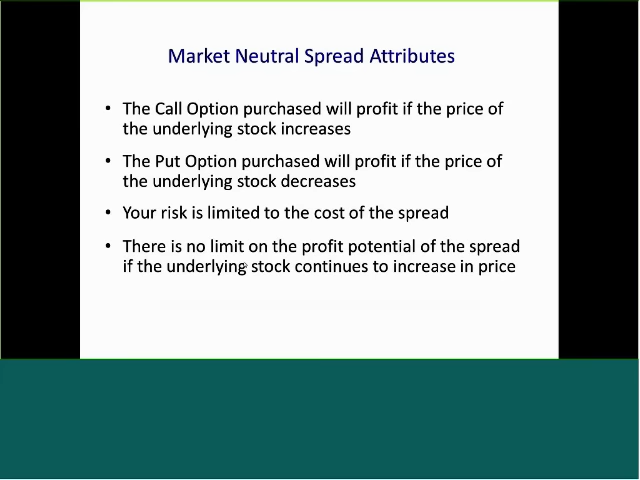 Market Neutral Spread Attributes
• The Call Option purchased will profit if the price of
the underlying stock increases
• The Put Option purchased will profit if the price of
the underlying stock decreases
• Your risk is limited to the cost of the spread
• There is no limit on the profit potential of the spread
if the underlying stock continues to increase in price